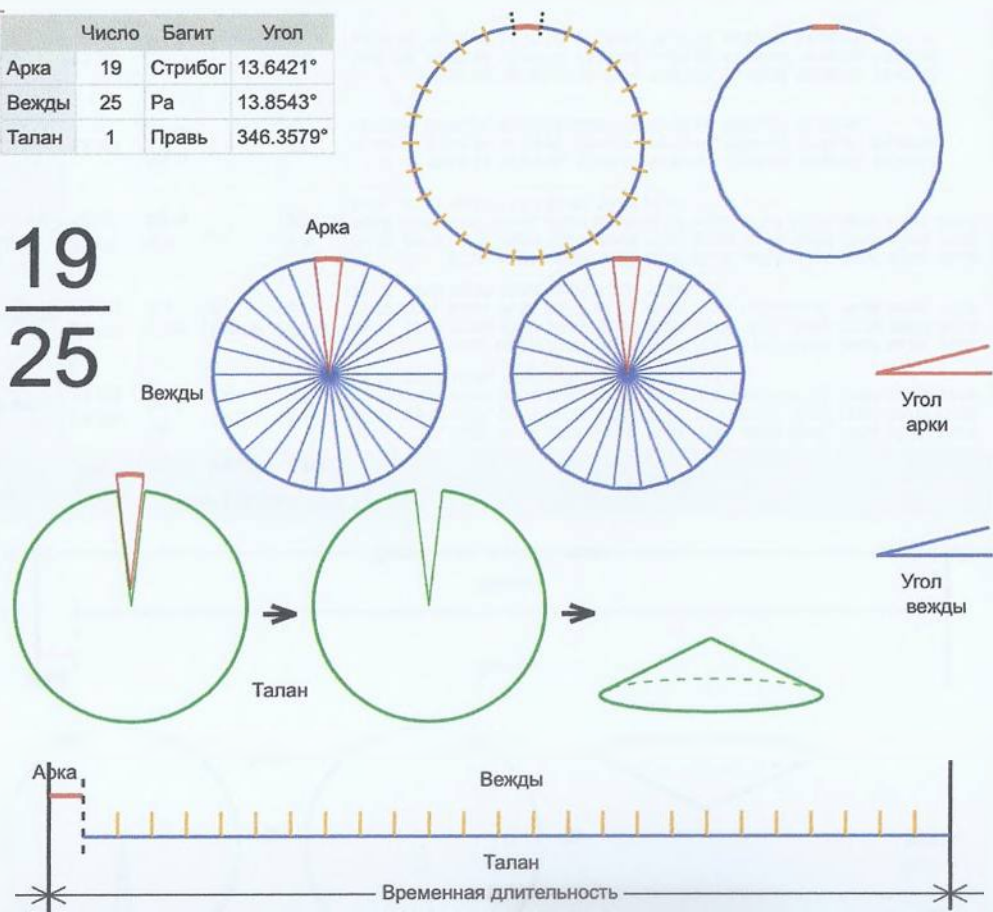 Число Багит Угол
Арка 19 Стрибог 13.6421°
Вежды 25 Ра 13.8543°
Талан 1 Правь 346.3579°
19
25
Арка
Вежды
Угол
арки
Угол
вежды
Талан
Арка
Вежды
Талан
Временная длительность